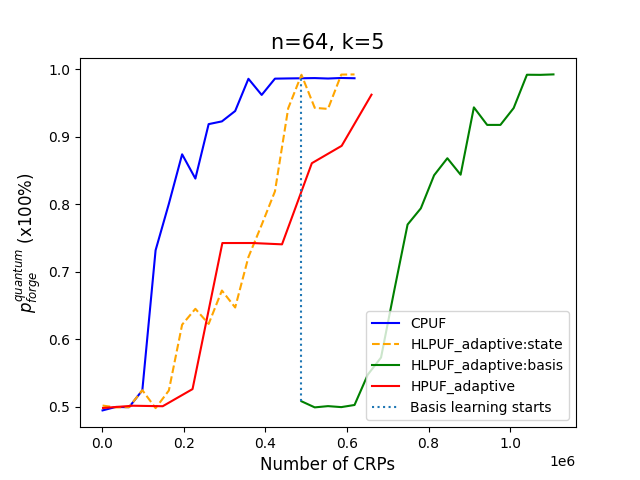 n=64, k=5
1.0
0.9
0.8
0.7
0.6
0.5
p_{forge}^{quantum} (x100%)
CPUF
HLPUF_adaptive:state
HLPUF_adaptive:basis
HPUF_adaptive
Basis learning starts
0.0 0.2 0.4 0.6 0.8 1.0
1e6
Number of CRPs